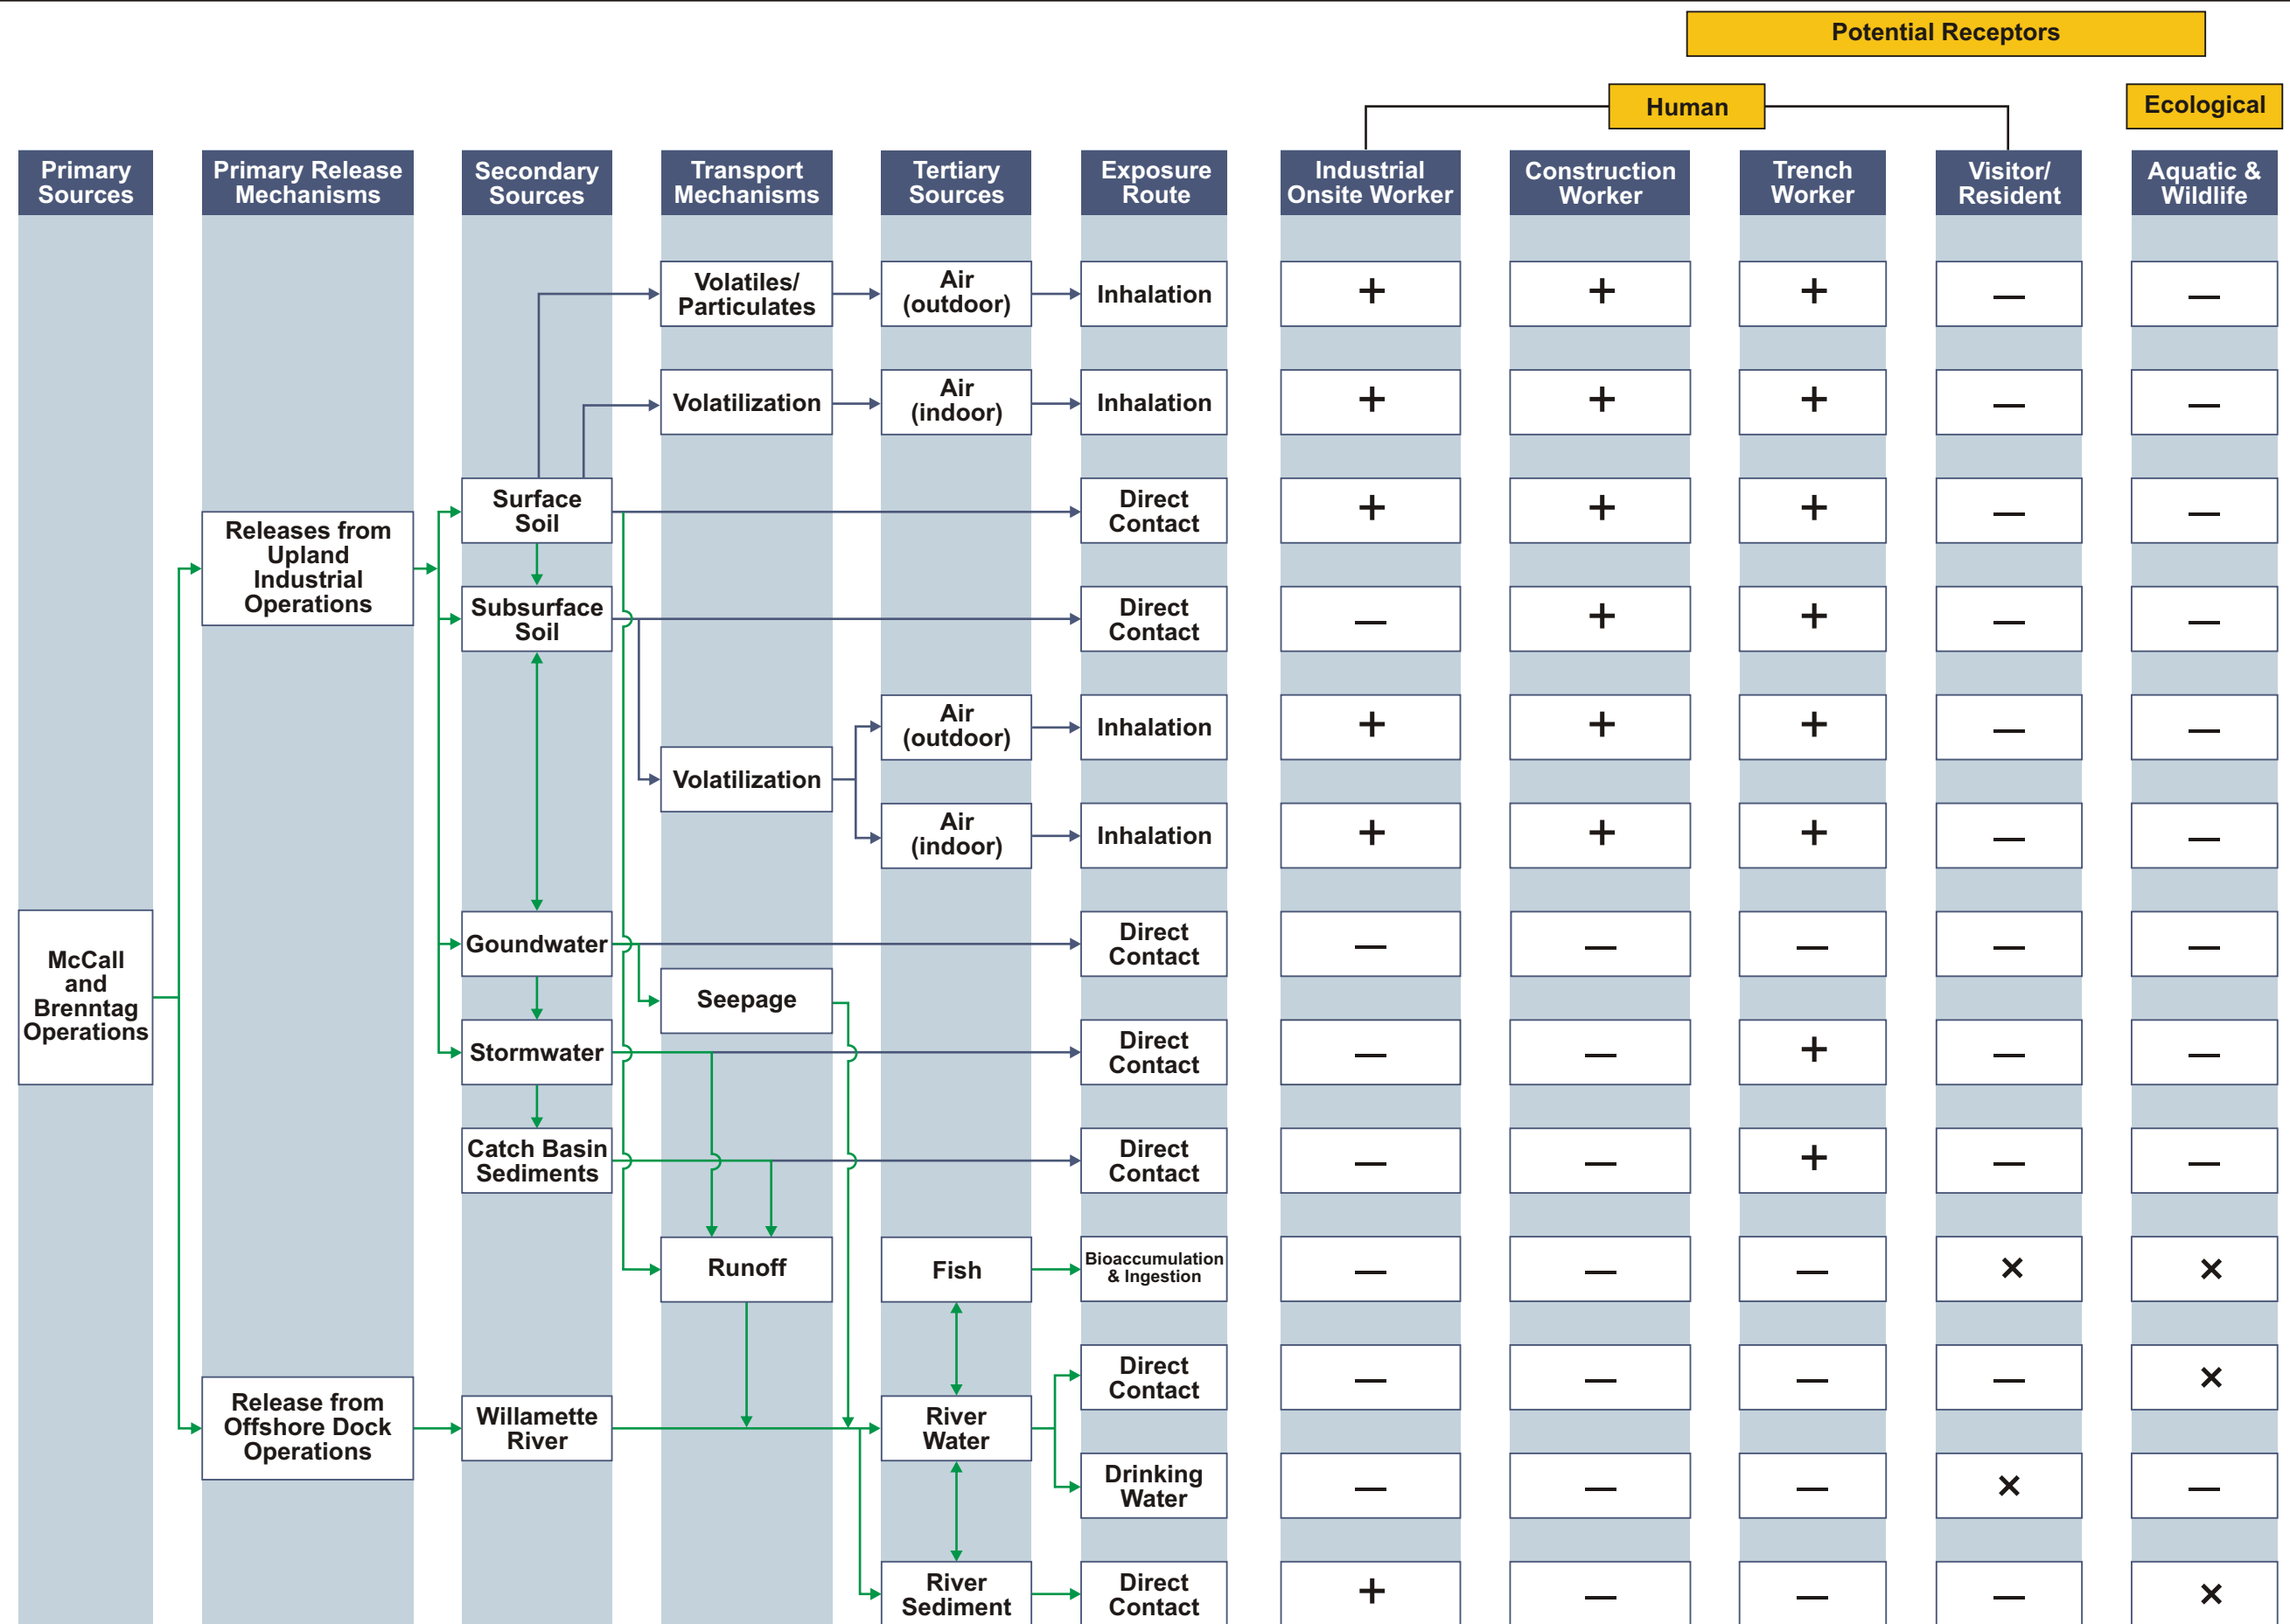 Potential Receptors
Human
Ecological
Primary
Sources
Primary Release
Mechanisms
Secondary
Sources
Transport
Mechanisms
Tertiary
Sources
Exposure
Route
Industrial
Onsite Worker
Construction
Worker
Trench
Worker
Visitor/
Resident
Aquatic &
Wildlife
Volatiles/
Particulates
Air
(outdoor)
Inhalation
+ + + — —
Volatilization
Air
(indoor)
Inhalation
+ + + — —
Surface
Soil
Direct
Contact
+ + + — —
Releases from
Upland
Industrial
Operations
Subsurface
Soil
Direct
Contact
— + + — —
Air
(outdoor)
Inhalation
+ + + — —
Volatilization
Air
(indoor)
Inhalation
+ + + — —
McCall
and
Brenntag
Operations
Goundwater
Direct
Contact
— — — — —
Seepage
Stormwater
Direct
Contact
— — + — —
Catch Basin
Sediments
Direct
Contact
— — + — —
Runoff
Fish
Bioaccumulation
& Ingestion
— — — × ×
Direct
Contact
— — — — ×
Release from
Offshore Dock
Operations
Willamette
River
River
Water
Drinking
Water
— — — × —
River
Sediment
Direct
Contact
+ — — — ×